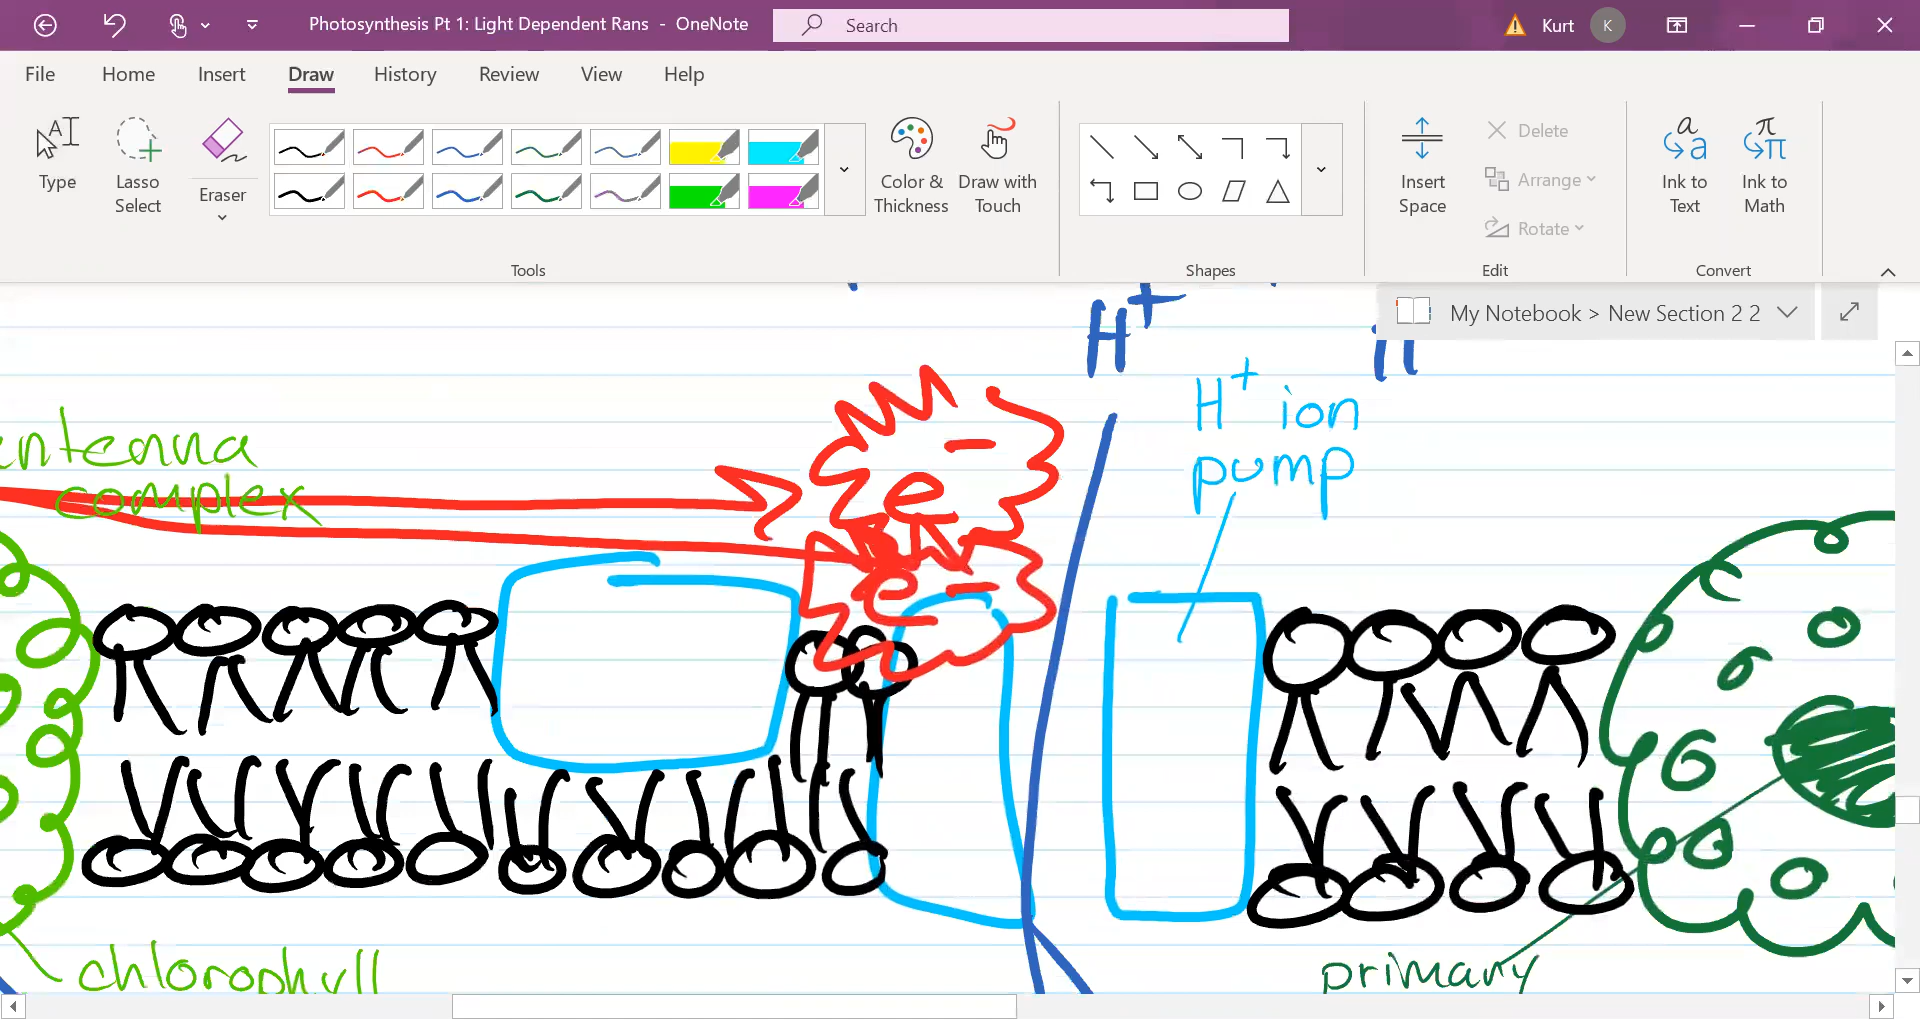 Photosynthesis Pt 1: Light Dependent Rans - OneNote
Search
Kurt
K
File Home Insert Draw History Review View Help
Type
Lasso Select
Eraser
Color & Thickness
Draw with Touch
Insert Space
Delete
Arrange
Rotate
Ink to Text
Ink to Math
Tools
Shapes
Edit
Convert
My Notebook > New Section 2 2
H+
H+ ion
pump
antenna
complex
e-
e-
chlorophyll
primary